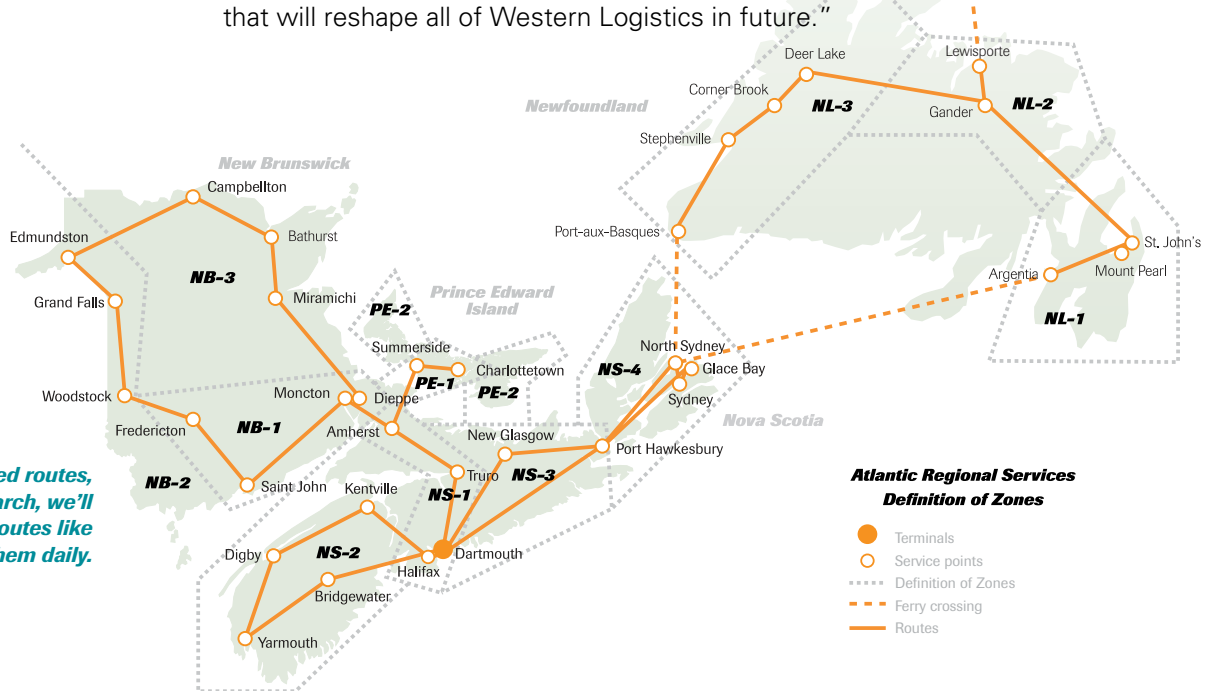 that will reshape all of Western Logistics in future.”
Deer Lake
Lewisporte
Corner Brook
NL-3
NL-2
Newfoundland
Gander
Stephenville
New Brunswick
Campbellton
Edmundston
Bathurst
Port-aux-Basques
St. John's
Argentia
Mount Pearl
NB-3
Grand Falls
Miramichi
Prince Edward
Island
PE-2
NL-1
Summerside
North Sydney
Charlottetown
NS-4
Glace Bay
PE-1
PE-2
Woodstock
Moncton
Dieppe
Sydney
Fredericton
NB-1
Amherst
New Glasgow
Nova Scotia
Port Hawkesbury
ed routes,
arch, we’ll
outes like
hem daily.
NB-2
Saint John
Kentville
Truro
NS-3
NS-1
Digby
NS-2
Dartmouth
Halifax
Bridgewater
Yarmouth
Atlantic Regional Services
Definition of Zones
Terminals
Service points
Definition of Zones
Ferry crossing
Routes